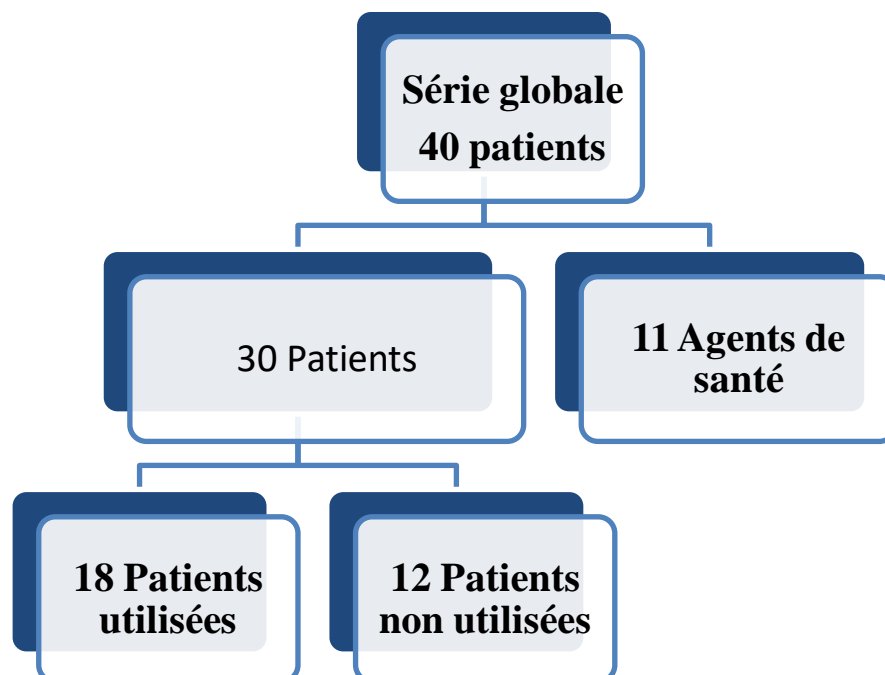 Série globale
40 patients
30 Patients
11 Agents de
santé
18 Patients
utilisées
12 Patients
non utilisées